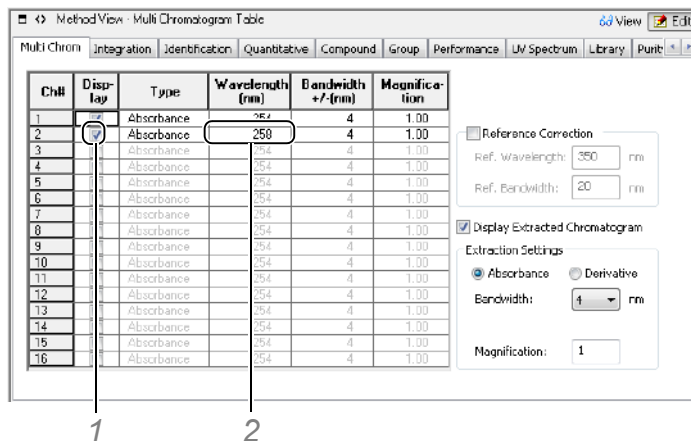 Method View - Multi Chromatogram Table View Edit
Multi Chrom Integration Identification Quantitative Compound Group Performance UV Spectrum Library Purit
Ch# Disp-lay Type Wavelength (nm) Bandwidth +/-(nm) Magnifica-tion
1 Absorbance 254 4 1.00
2 Absorbance 258 4 1.00
3 Absorbance 254 4 1.00
4 Absorbance 254 4 1.00
5 Absorbance 254 4 1.00
6 Absorbance 254 4 1.00
7 Absorbance 254 4 1.00
8 Absorbance 254 4 1.00
9 Absorbance 254 4 1.00
10 Absorbance 254 4 1.00
11 Absorbance 254 4 1.00
12 Absorbance 254 4 1.00
13 Absorbance 254 4 1.00
14 Absorbance 254 4 1.00
15 Absorbance 254 4 1.00
16 Absorbance 254 4 1.00
Reference Correction
Ref. Wavelength: 350 nm
Ref. Bandwidth: 20 nm
Display Extracted Chromatogram
Extraction Settings
Absorbance Derivative
Bandwidth: 4 nm
Magnification: 1
1 2